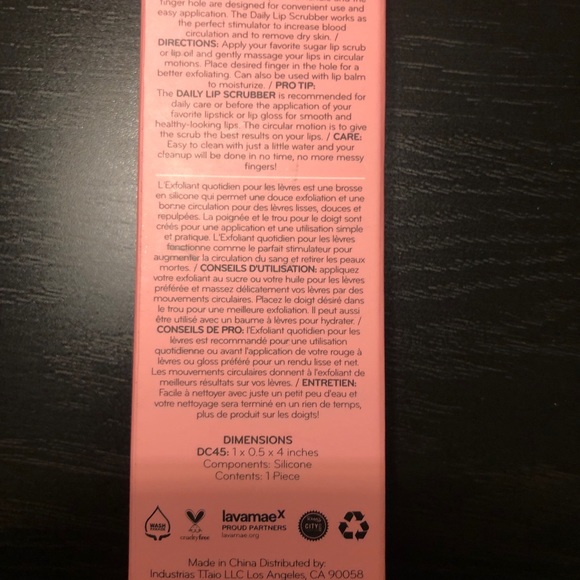 finger hole are designed for convenient use and
easy application. The Daily Lip Scrubber works as
the perfect stimulator to increase blood
circulation and to remove dry skin. /
DIRECTIONS: Apply your favorite sugar lip scrub
or lip oil and gently massage your lips in circular
motions. Place desired finger in the hole for a
better exfoliating. Can also be used with lip balm
to moisturize. / PRO TIP:
The DAILY LIP SCRUBBER is recommended for
daily care or before the application of your
favorite lipstick or lip gloss for smooth and
healthy-looking lips. The circular motion is to give
the scrub the best results on your lips. / CARE:
Easy to clean with just a little water and your
cleanup will be done in no time, no more messy
fingers!
L'Exfoliant quotidien pour les lèvres est une brosse
en silicone qui permet une douce exfoliation et une
bonne circulation pour des lèvres lisses, douces et
repulpées. La poignée et le trou pour le doigt sont
créés pour une application et une utilisation simple
et pratique. L'Exfoliant quotidien pour les lèvres
fonctionne comme le parfait stimulateur pour
augmenter la circulation du sang et retirer les peaux
mortes. / CONSEILS D'UTILISATION: appliquez
votre exfoliant au sucre ou votre huile pour les lèvres
préférée et massez délicatement vos lèvres par des
mouvements circulaires. Placez le doigt désiré dans
le trou pour une meilleure exfoliation. Il peut aussi
être utilisé avec un baume à lèvres pour hydrater. /
CONSEILS DE PRO: l'Exfoliant quotidien pour les
lèvres est recommandé pour une utilisation
quotidienne ou avant l'application de votre rouge à
lèvres ou gloss préféré pour un rendu lisse et net.
Les mouvements circulaires donnent à l'exfoliant de
meilleurs résultats sur vos lèvres. / ENTRETIEN:
Facile à nettoyer avec juste un petit peu d'eau et
votre nettoyage sera terminé en un rien de temps,
plus de produit sur les doigts!
DIMENSIONS
DC45: 1 x 0.5 x 4 inches
Components: Silicone
Contents: 1 Piece
WASH
crueltyfree
lavamaeX
PROUD PARTNERS
lavamae.org
CITY
Made in China Distributed by:
Industrias TTaio LLC Los Angeles, CA 90058